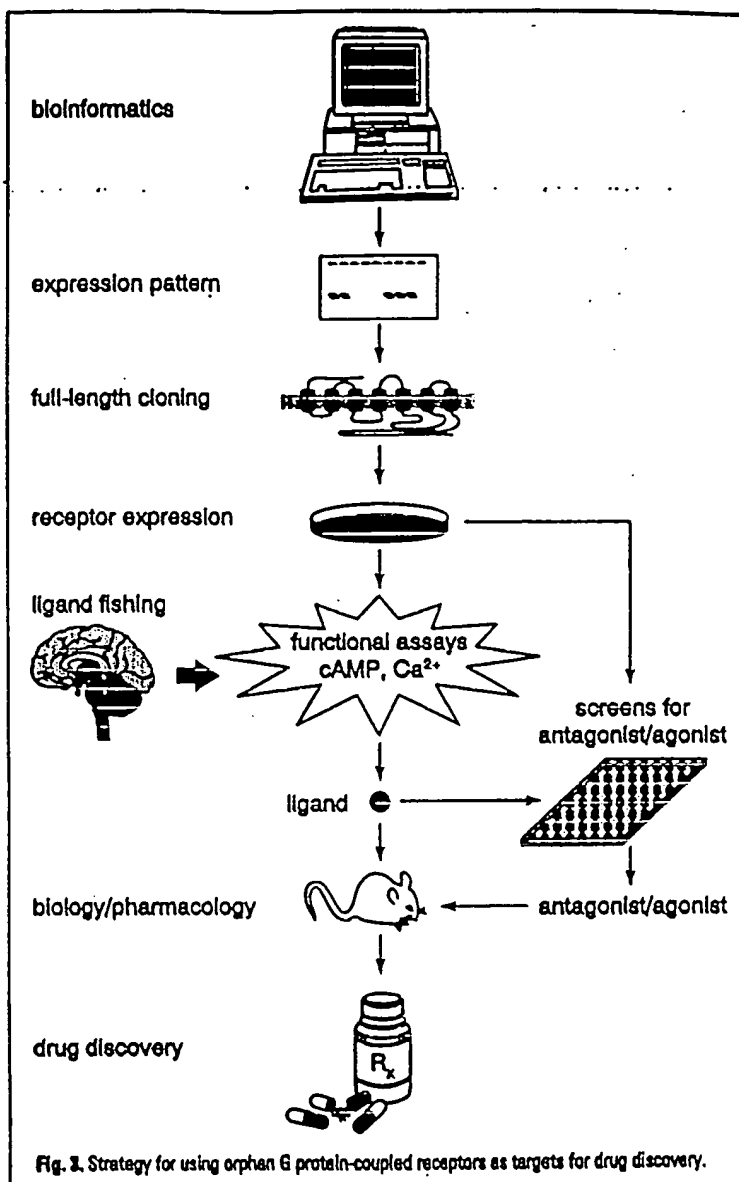 bioinformatics
expression pattern
full-length cloning
receptor expression
ligand fishing
functional assays
cAMP, Ca²⁺
screens for
antagonist/agonist
ligand
biology/pharmacology
antagonist/agonist
drug discovery
Rx
Fig. 3. Strategy for using orphan G protein-coupled receptors as targets for drug discovery.